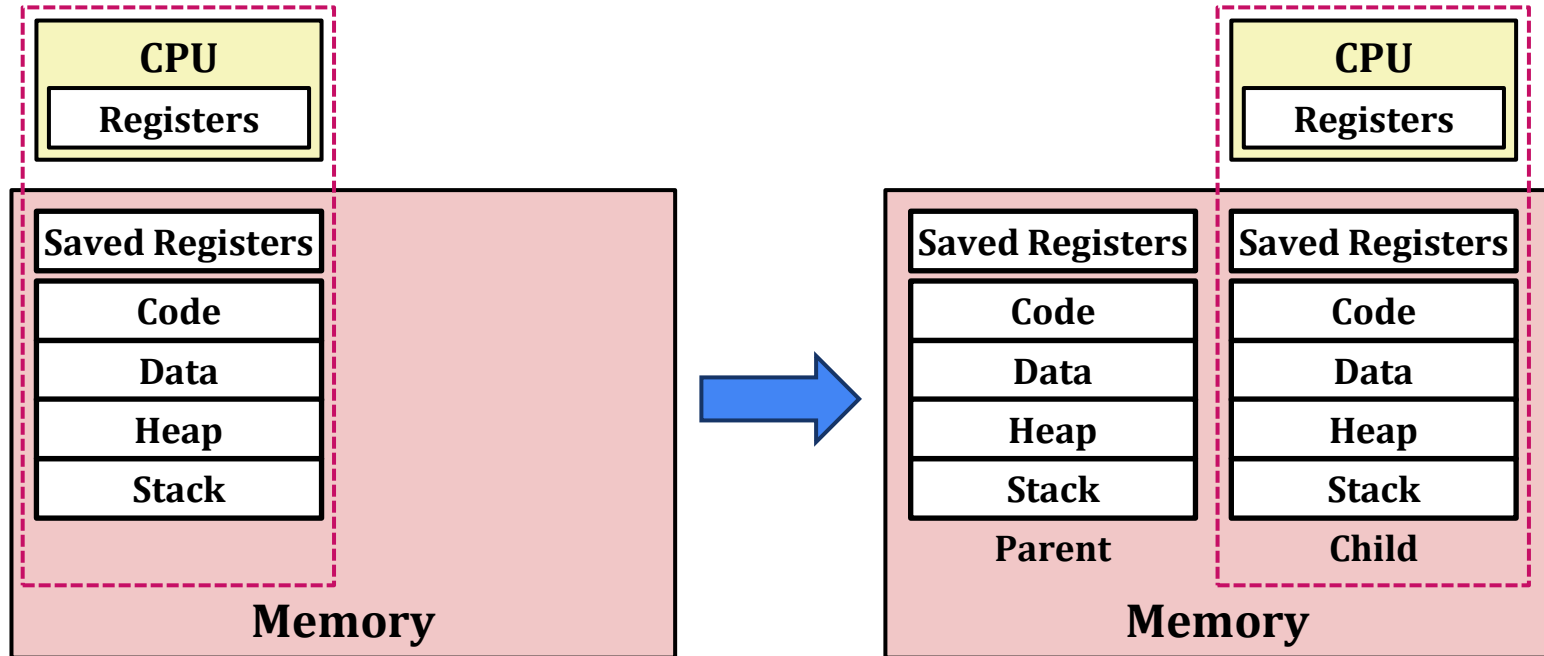 CPU
Registers
Saved Registers
Code
Data
Heap
Stack
Memory
CPU
Registers
Saved Registers
Code
Data
Heap
Stack
Parent
Saved Registers
Code
Data
Heap
Stack
Child
Memory